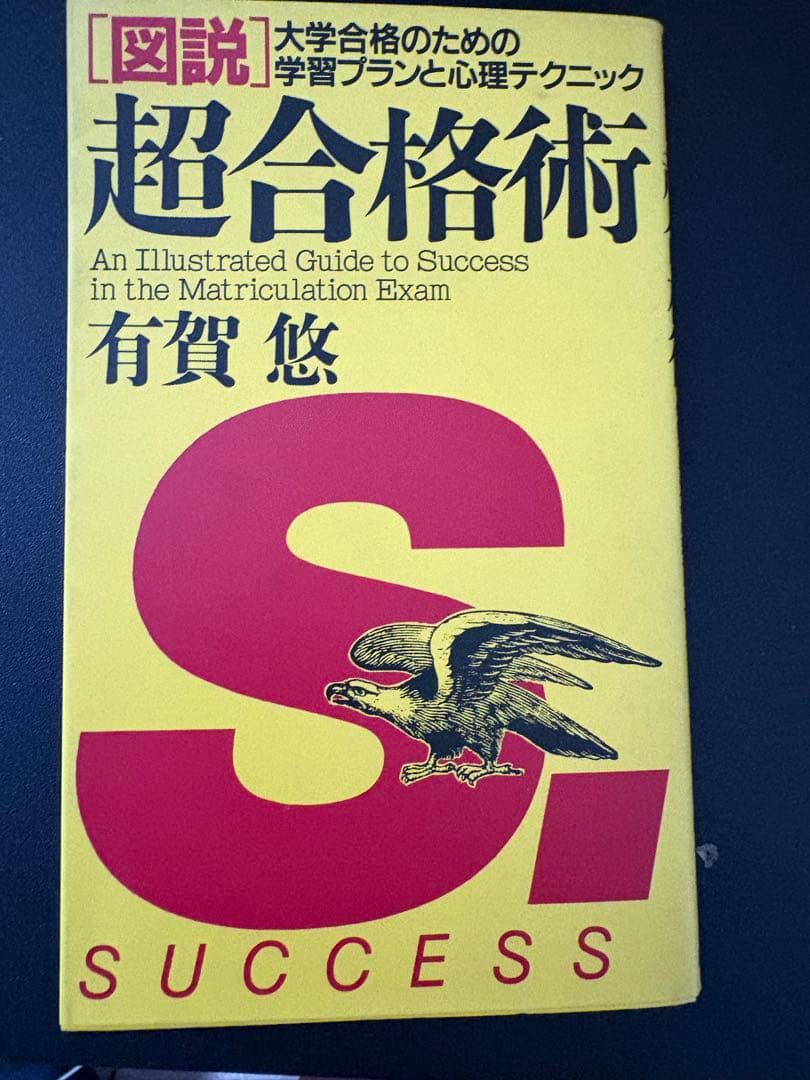 [図説]
大学合格のための
学習プランと心理テクニック
超合格術
An Illustrated Guide to Success
in the Matriculation Exam
有賀 悠
S.
SUCCESS